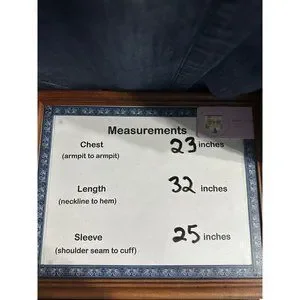 Measurements
Chest 23 inches
(armpit to armpit)
Length 32 inches
(neckline to hem)
Sleeve 25 inches
(shoulder seam to cuff)